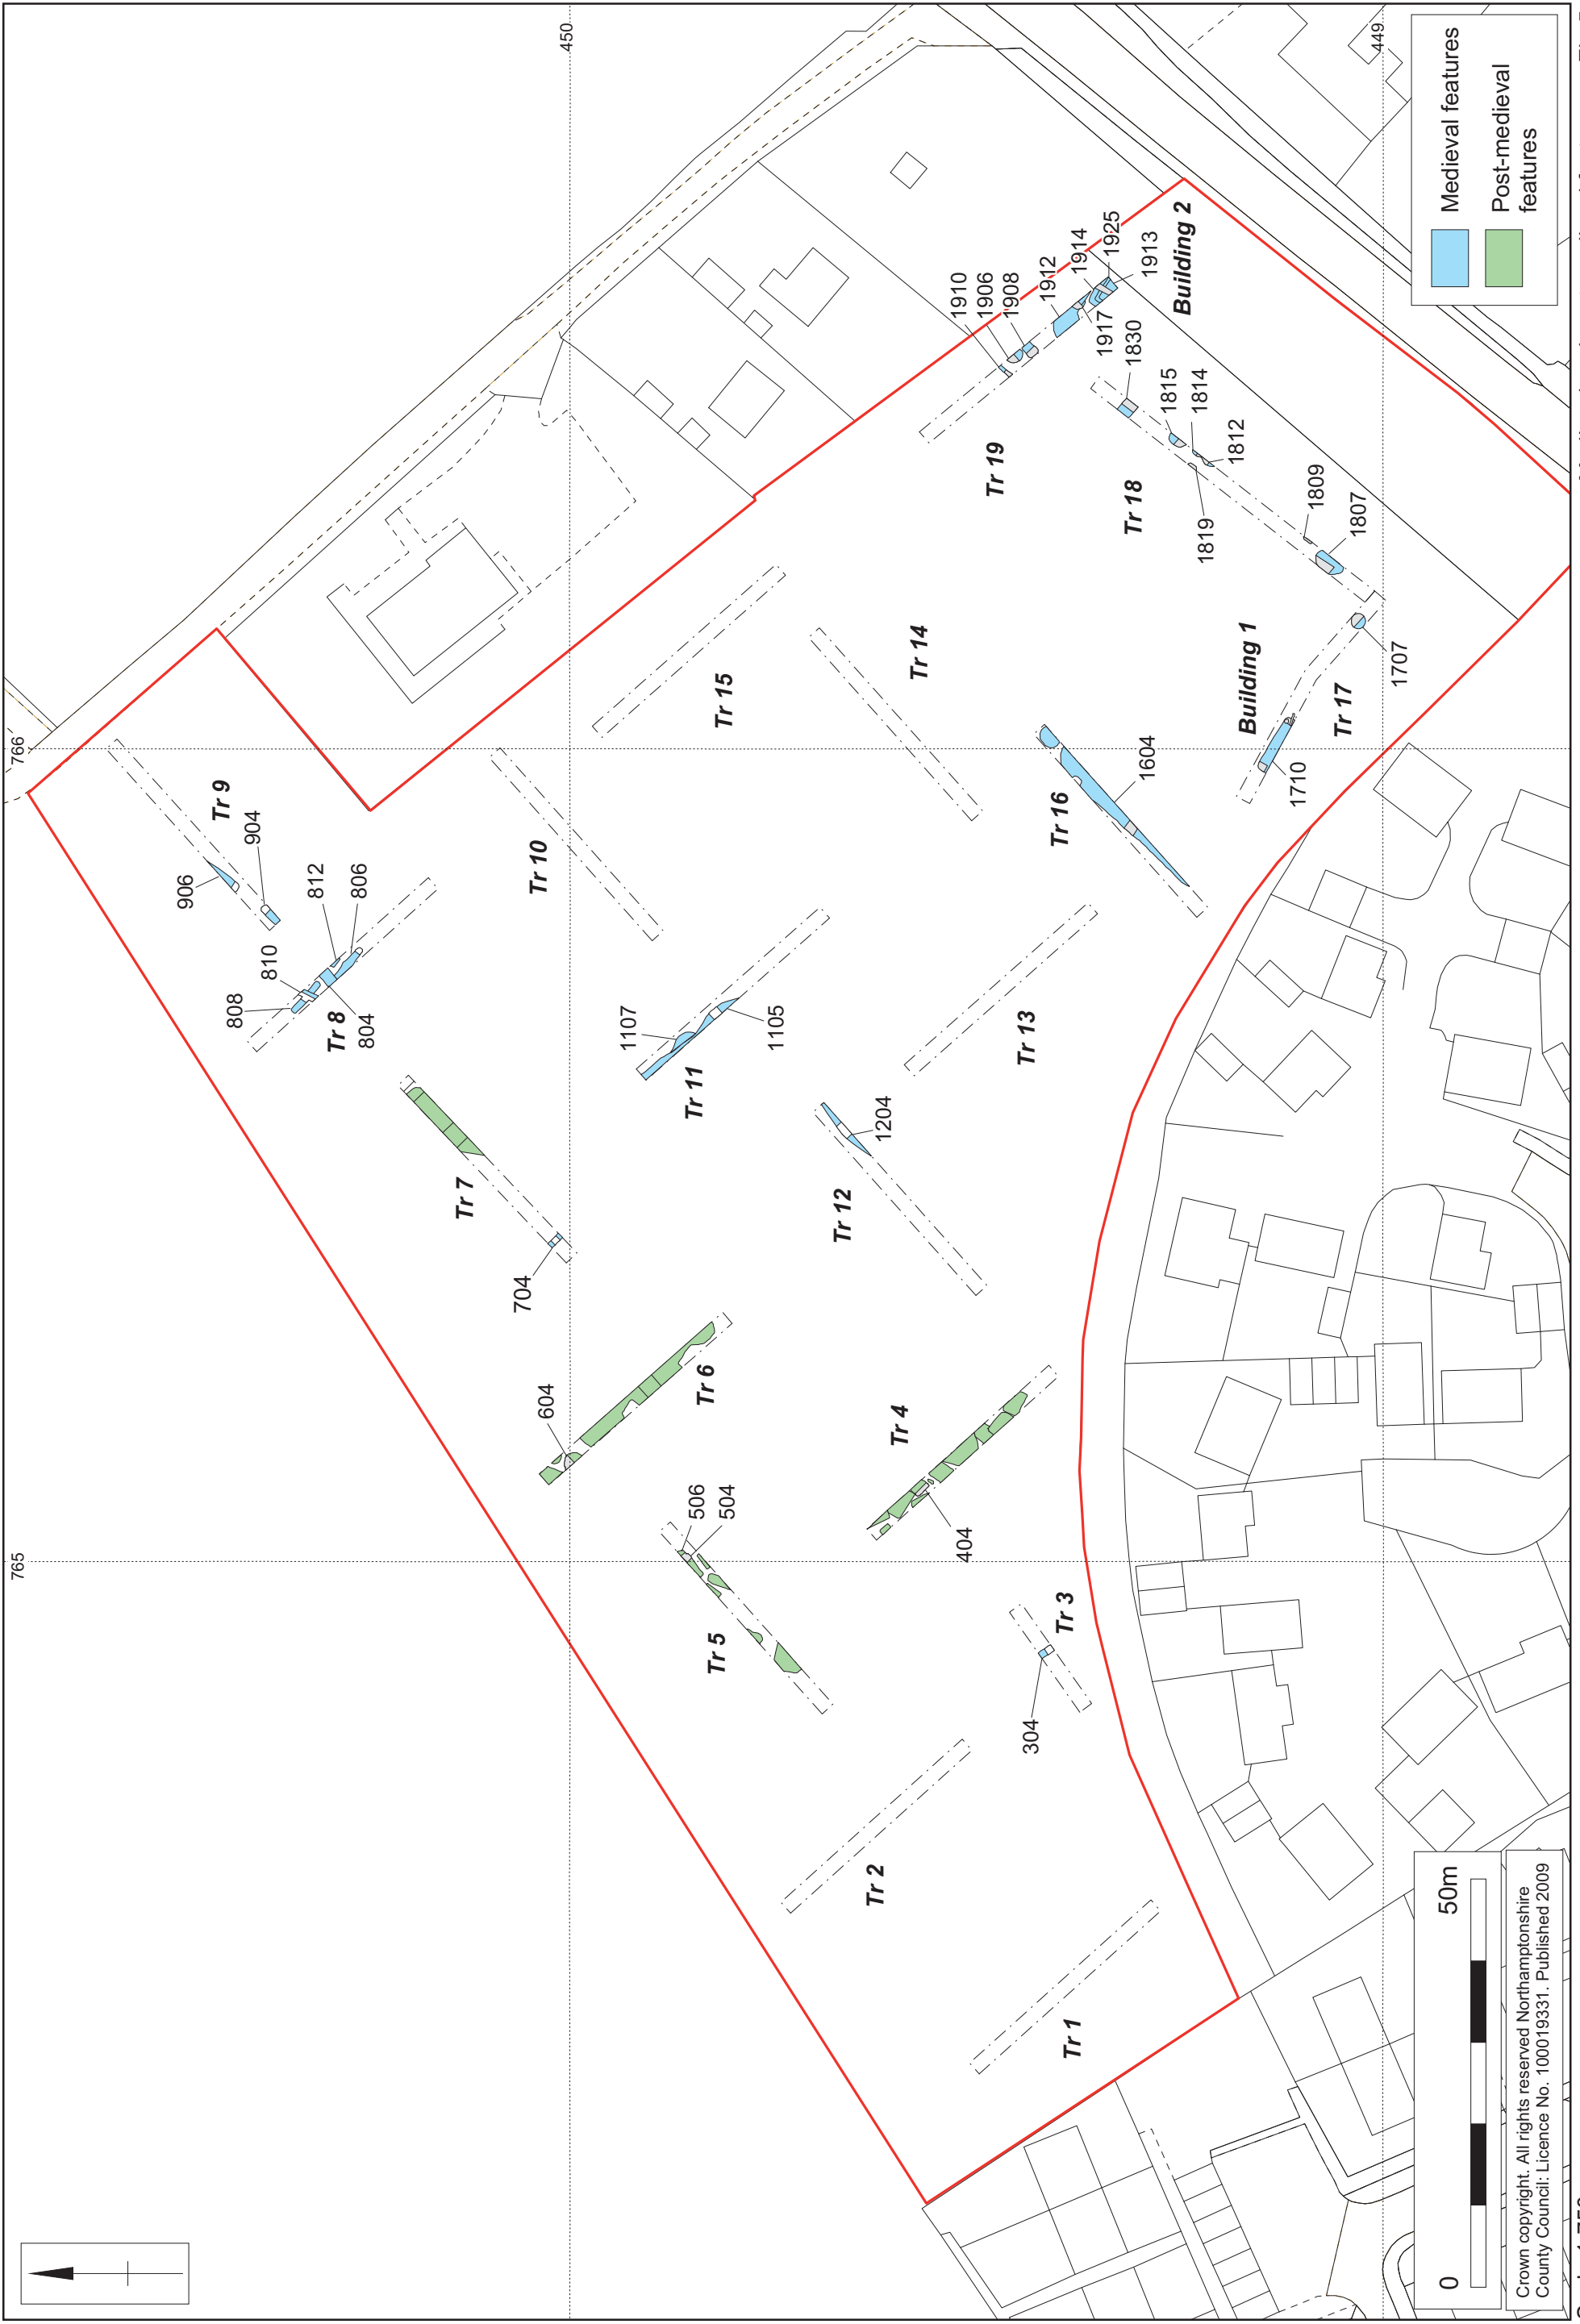 765
766
450
449
Tr 9
906
904
812
806
810
808
Tr 8
804
Tr 10
Tr 15
Tr 14
Tr 7
704
1107
1105
Tr 11
Tr 12
1204
Tr 13
604
Tr 6
506
504
Tr 5
Tr 4
404
Tr 3
304
Tr 2
Tr 1
Tr 16
1604
Building 1
Tr 17
1710
1707
Tr 19
1910
1906
1908
1912
1914
1925
1913
1917
Building 2
Tr 18
1830
1815
1814
1812
1819
1809
1807
Medieval features
Post-medieval
features
0
50m
Crown copyright. All rights reserved Northamptonshire
County Council: Licence No. 100019331. Published 2009